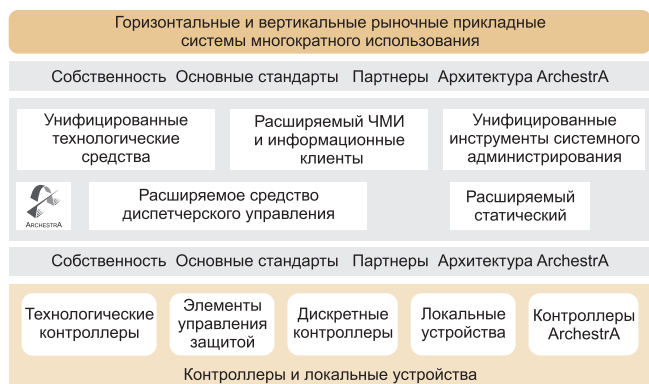 Горизонтальные и вертикальные рыночные прикладные
системы многократного использования
Собственность Основные стандарты Партнеры Архитектура ArchestrA
Унифицированные
технологические
средства
Расширяемый ЧМИ
и информационные
клиенты
Унифицированные
инструменты системного
администрирования
ARCHESTRA
Расширяемое средство
диспетчерского управления
Расширяемый
статический
Собственность Основные стандарты Партнеры Архитектура ArchestrA
Технологические
контроллеры
Элементы
управления
защитой
Дискретные
контроллеры
Локальные
устройства
Контроллеры
ArchestrA
Контроллеры и локальные устройства